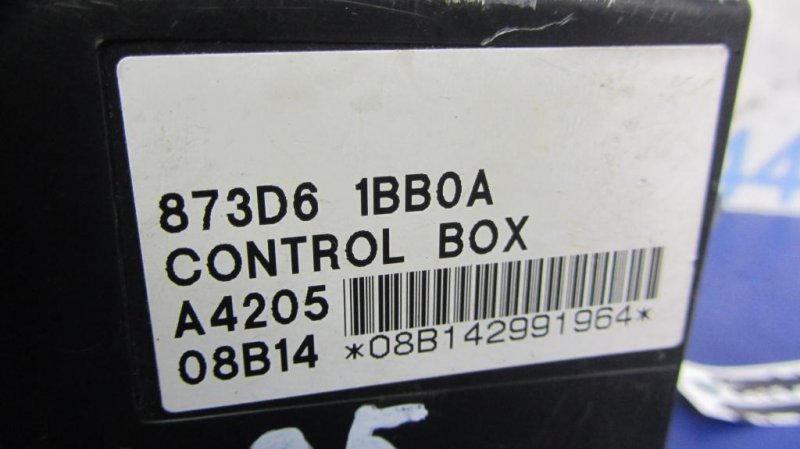 873D6 1BB0A
CONTROL BOX
A4205
08B14 *08B142991964*